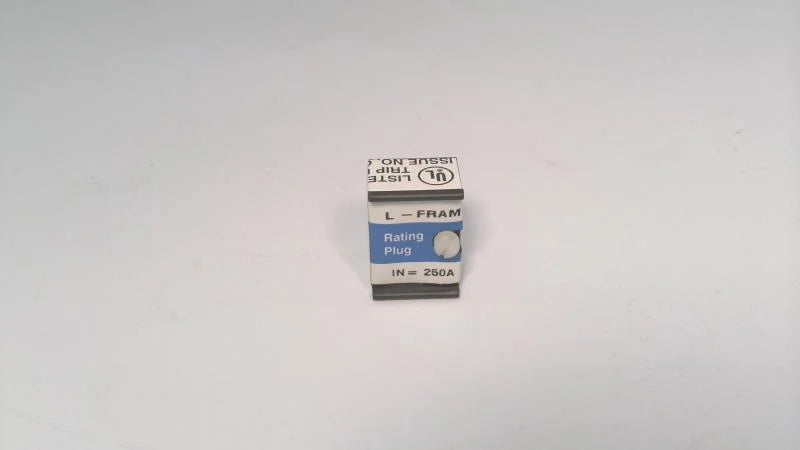 UL ® LISTE
TRIP
ISSUE NO.
L – FRAM
Rating
Plug
IN = 250A